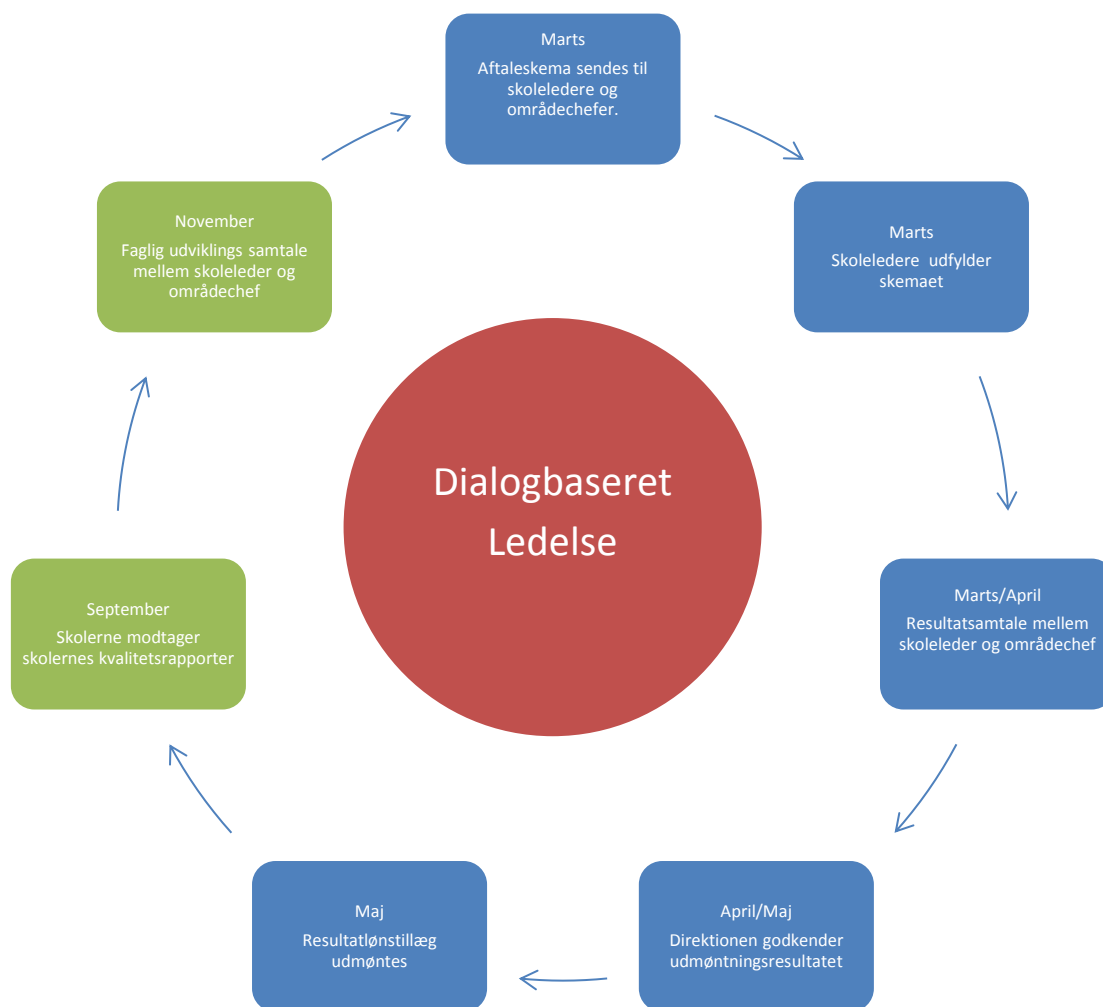 Marts
Aftaleskema sendes til
skoleledere og
områdechefer.
Marts
Skoleledere udfylder
skemaet
Marts/April
Resultatsamtale mellem
skoleleder og områdechef
April/Maj
Direktionen godkender
udmøntningsresultatet
Maj
Resultatlønstillæg
udmøntes
September
Skolerne modtager
skolernes kvalitetsrapporter
November
Faglig udviklings samtale
mellem skoleleder og
områdechef
Dialogbaseret
Ledelse